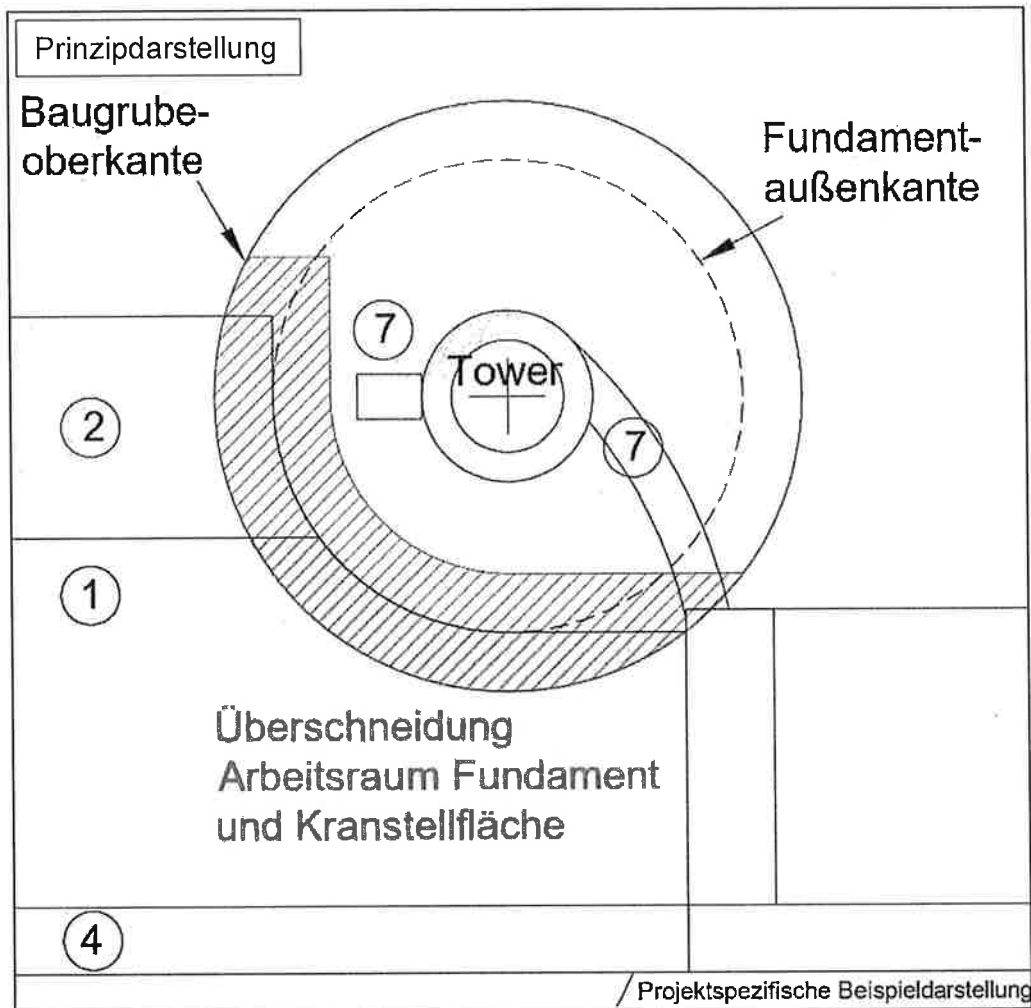 Prinzipdarstellung
Baugrube-
oberkante
Fundament-
außenkante
7
Tower
2
7
1
Überschneidung
Arbeitsraum Fundament
und Kranstellfläche
4
Projektspezifische Beispieldarstellung